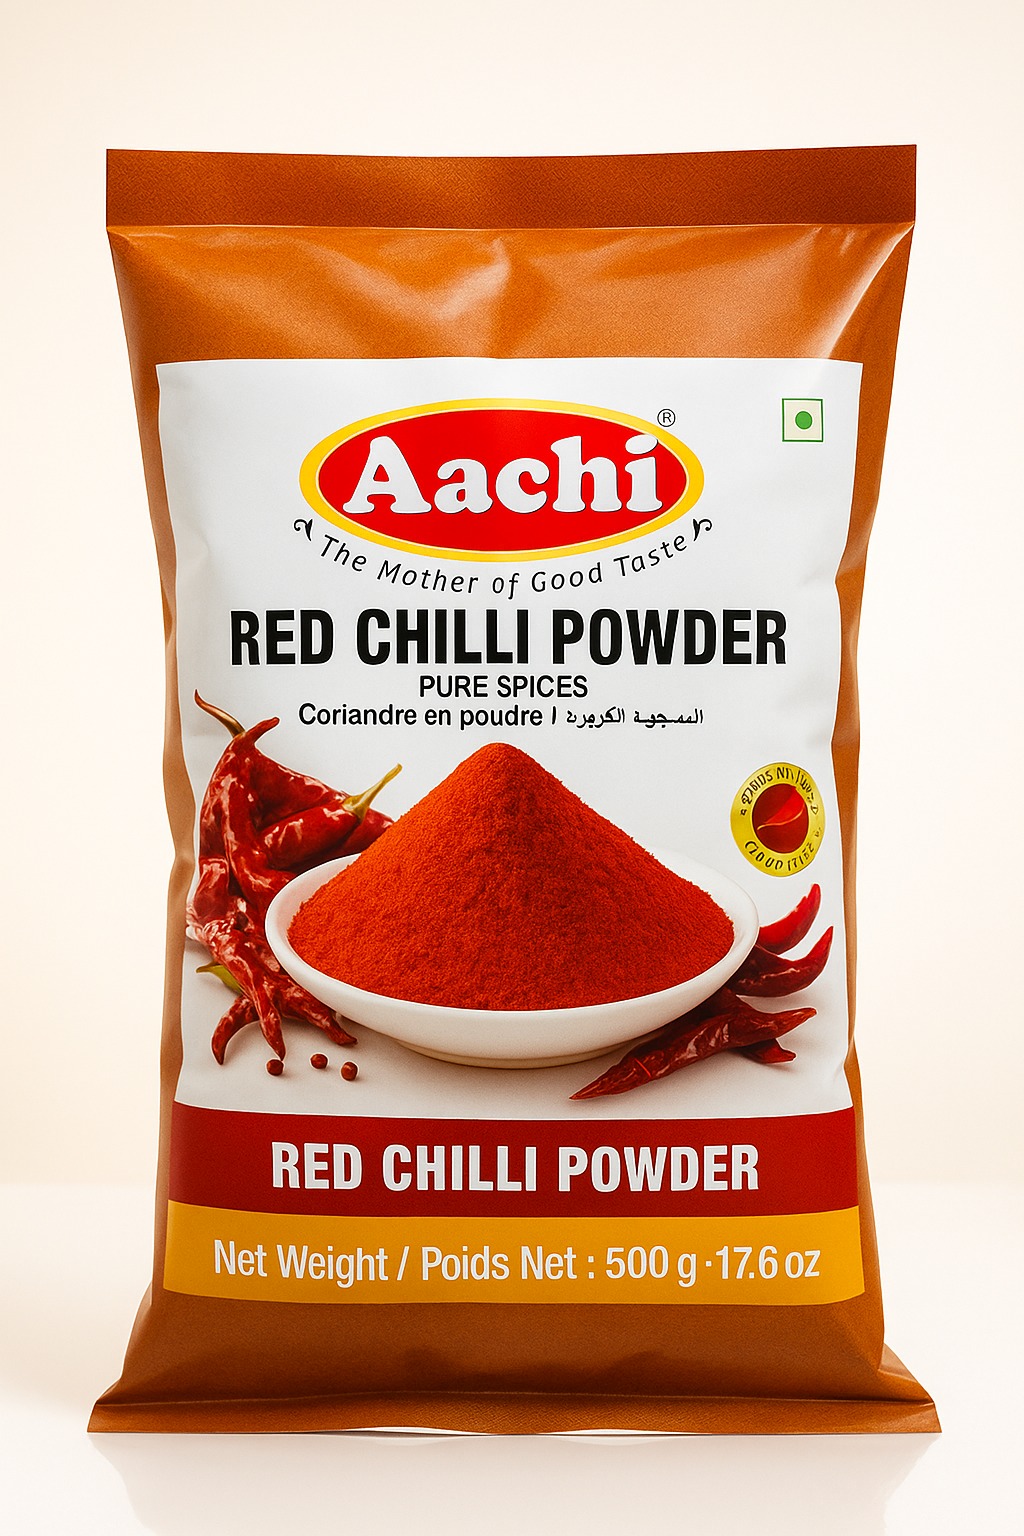 Aachi ®
The Mother of Good Taste
RED CHILLI POWDER
PURE SPICES
Coriandre en poudre |
RED CHILLI POWDER
Net Weight / Poids Net : 500 g · 17.6 oz